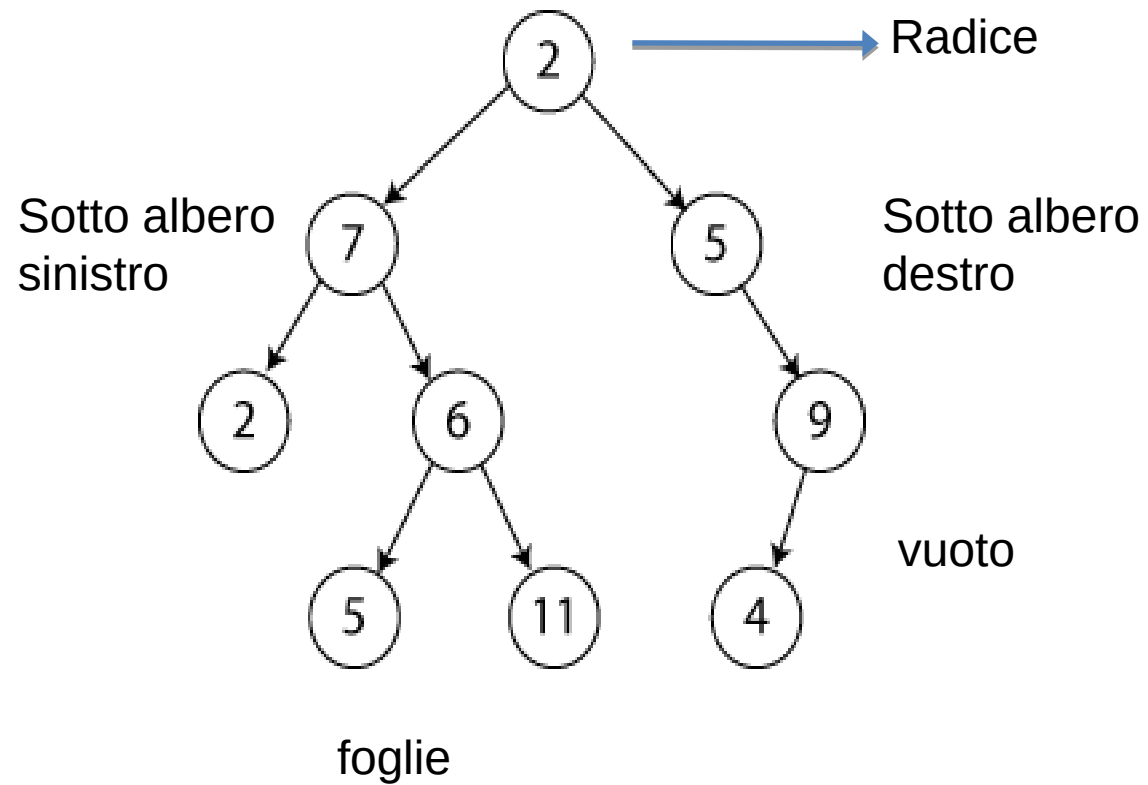 2
Radice
Sotto albero
sinistro
7
5
Sotto albero
destro
2
6
9
vuoto
5
11
4
foglie